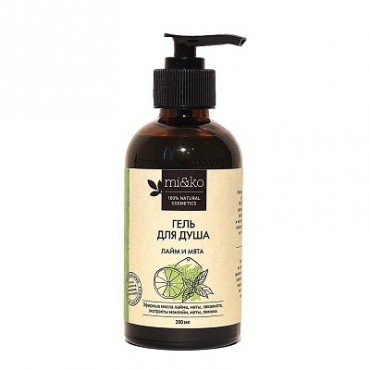 mi&ko
100% NATURAL
COSMETICS
ГЕЛЬ
ДЛЯ ДУША
ЛАЙМ И МЯТА
Эфирные масла лайма, мяты, эвкалипта,
экстракты мелиссы, мяты, лимона
200 мл